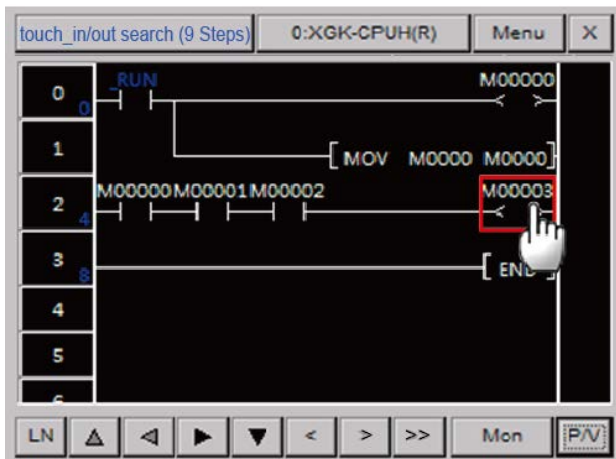 touch_in/out search (9 Steps) 0:XGK-CPUH(R) Menu X
_RUN M00000
0 0
1 MOV M0000 M0000
M00000 M00001 M00002 M00003
2 4
3 8 END
4
5
6
LN < > >> Mon P/V